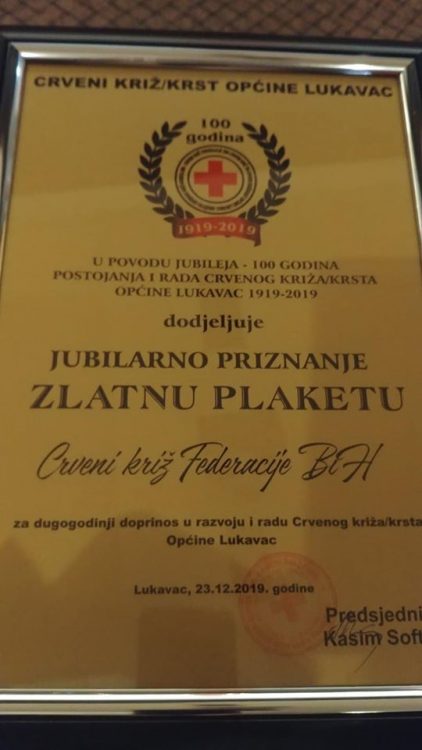 CRVENI KRIŽ/KRST OPĆINE LUKAVAC
100
godina
1919-2019
U POVODU JUBILEJA - 100 GODINA
POSTOJANJA I RADA CRVENOG KRIŽA/KRSTA
OPĆINE LUKAVAC 1919-2019
dodjeljuje
JUBILARNO PRIZNANJE
ZLATNU PLAKETU
Crveni križ Federacije BiH
za dugogodinji doprinos u razvoju i radu Crvenog križa/krsta
Općine Lukavac
Lukavac, 23.12.2019. godine
Predsjedni
Kasim Soft